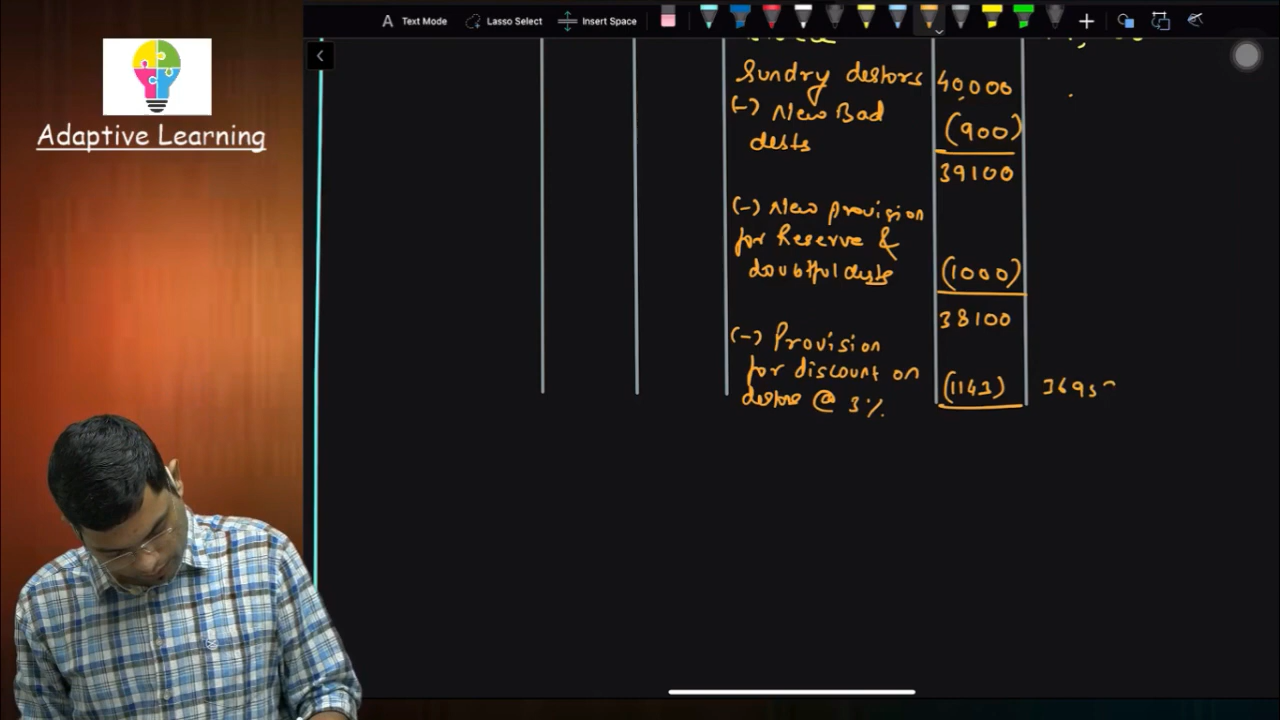 A Text Mode Lasso Select Insert Space
Adaptive Learning
Sundry debtors 40000
(-) New Bad
debts (900)
39100
(-) New provision
for Reserve &
doubtful debts (1000)
38100
(-) Provision
for discount on
debtors @ 3% (1143) 3695